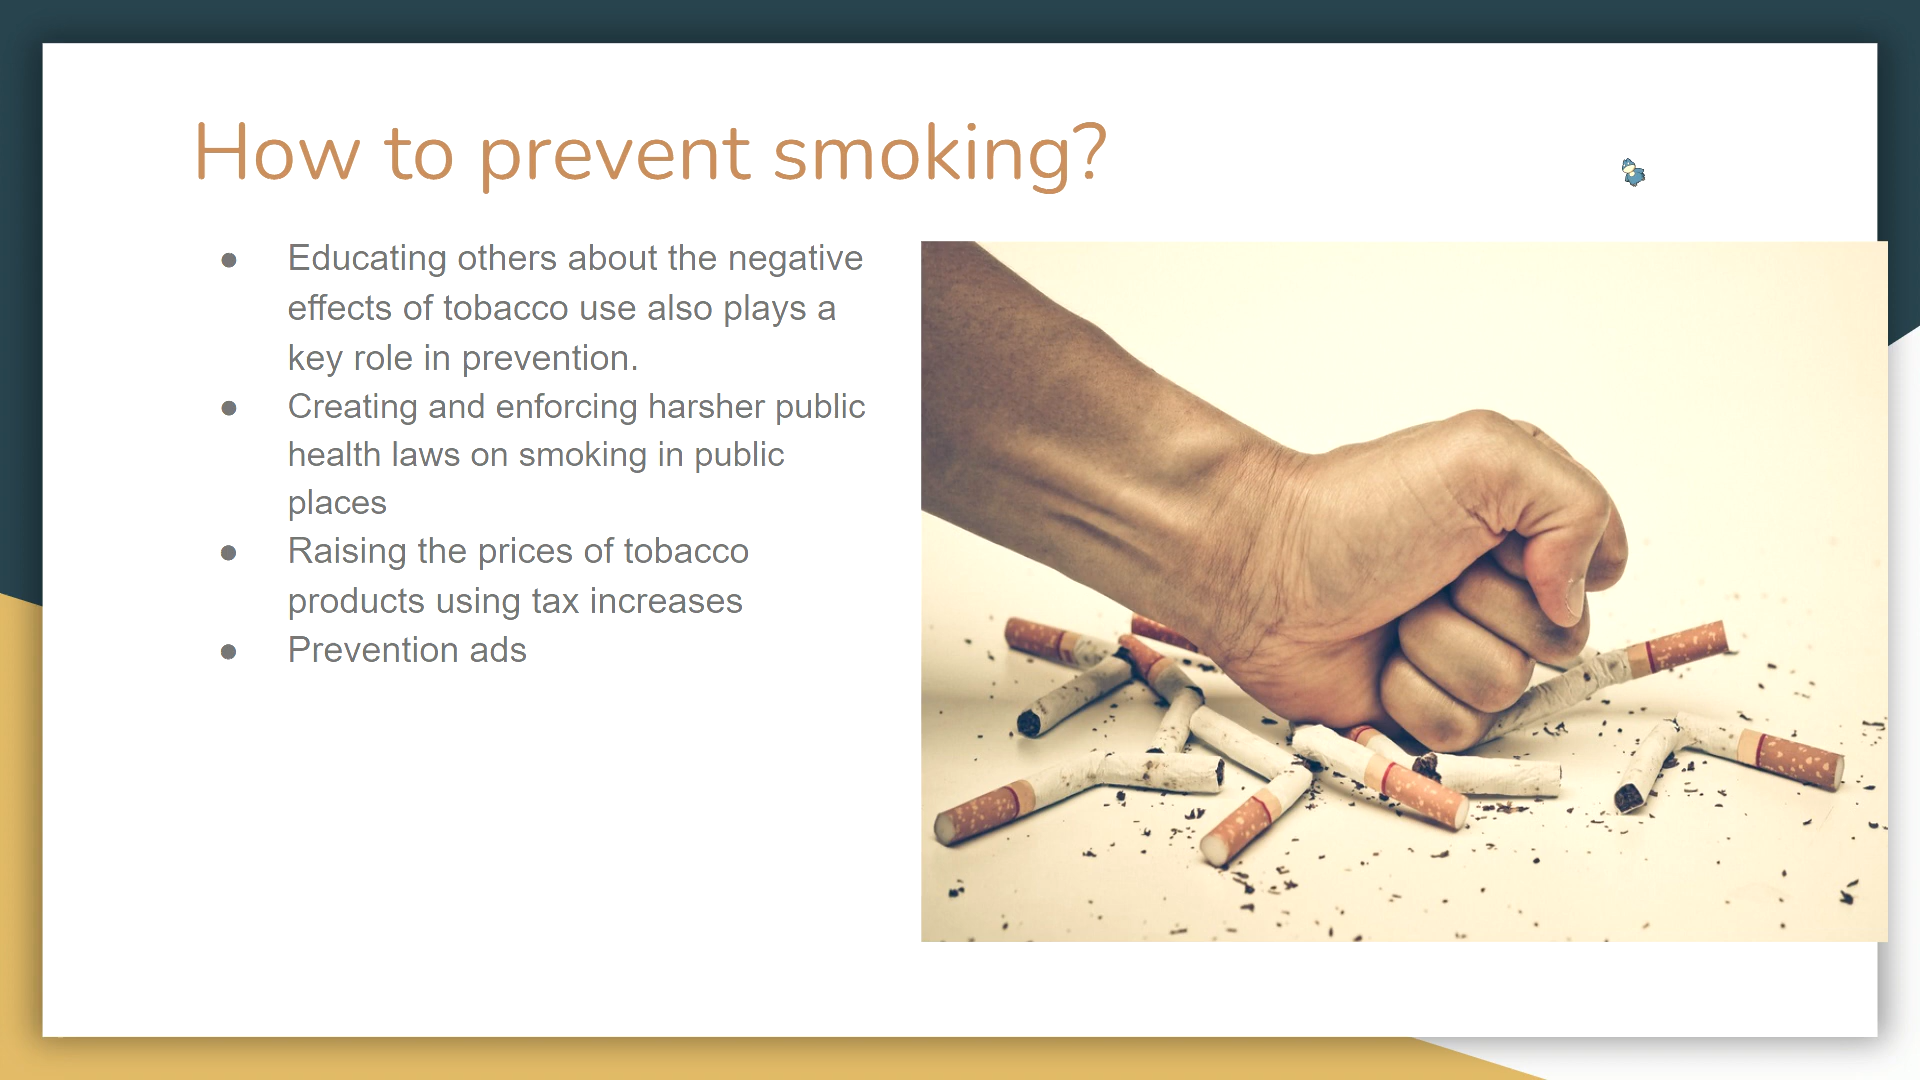 How to prevent smoking?
● Educating others about the negative
effects of tobacco use also plays a
key role in prevention.
● Creating and enforcing harsher public
health laws on smoking in public
places
● Raising the prices of tobacco
products using tax increases
● Prevention ads